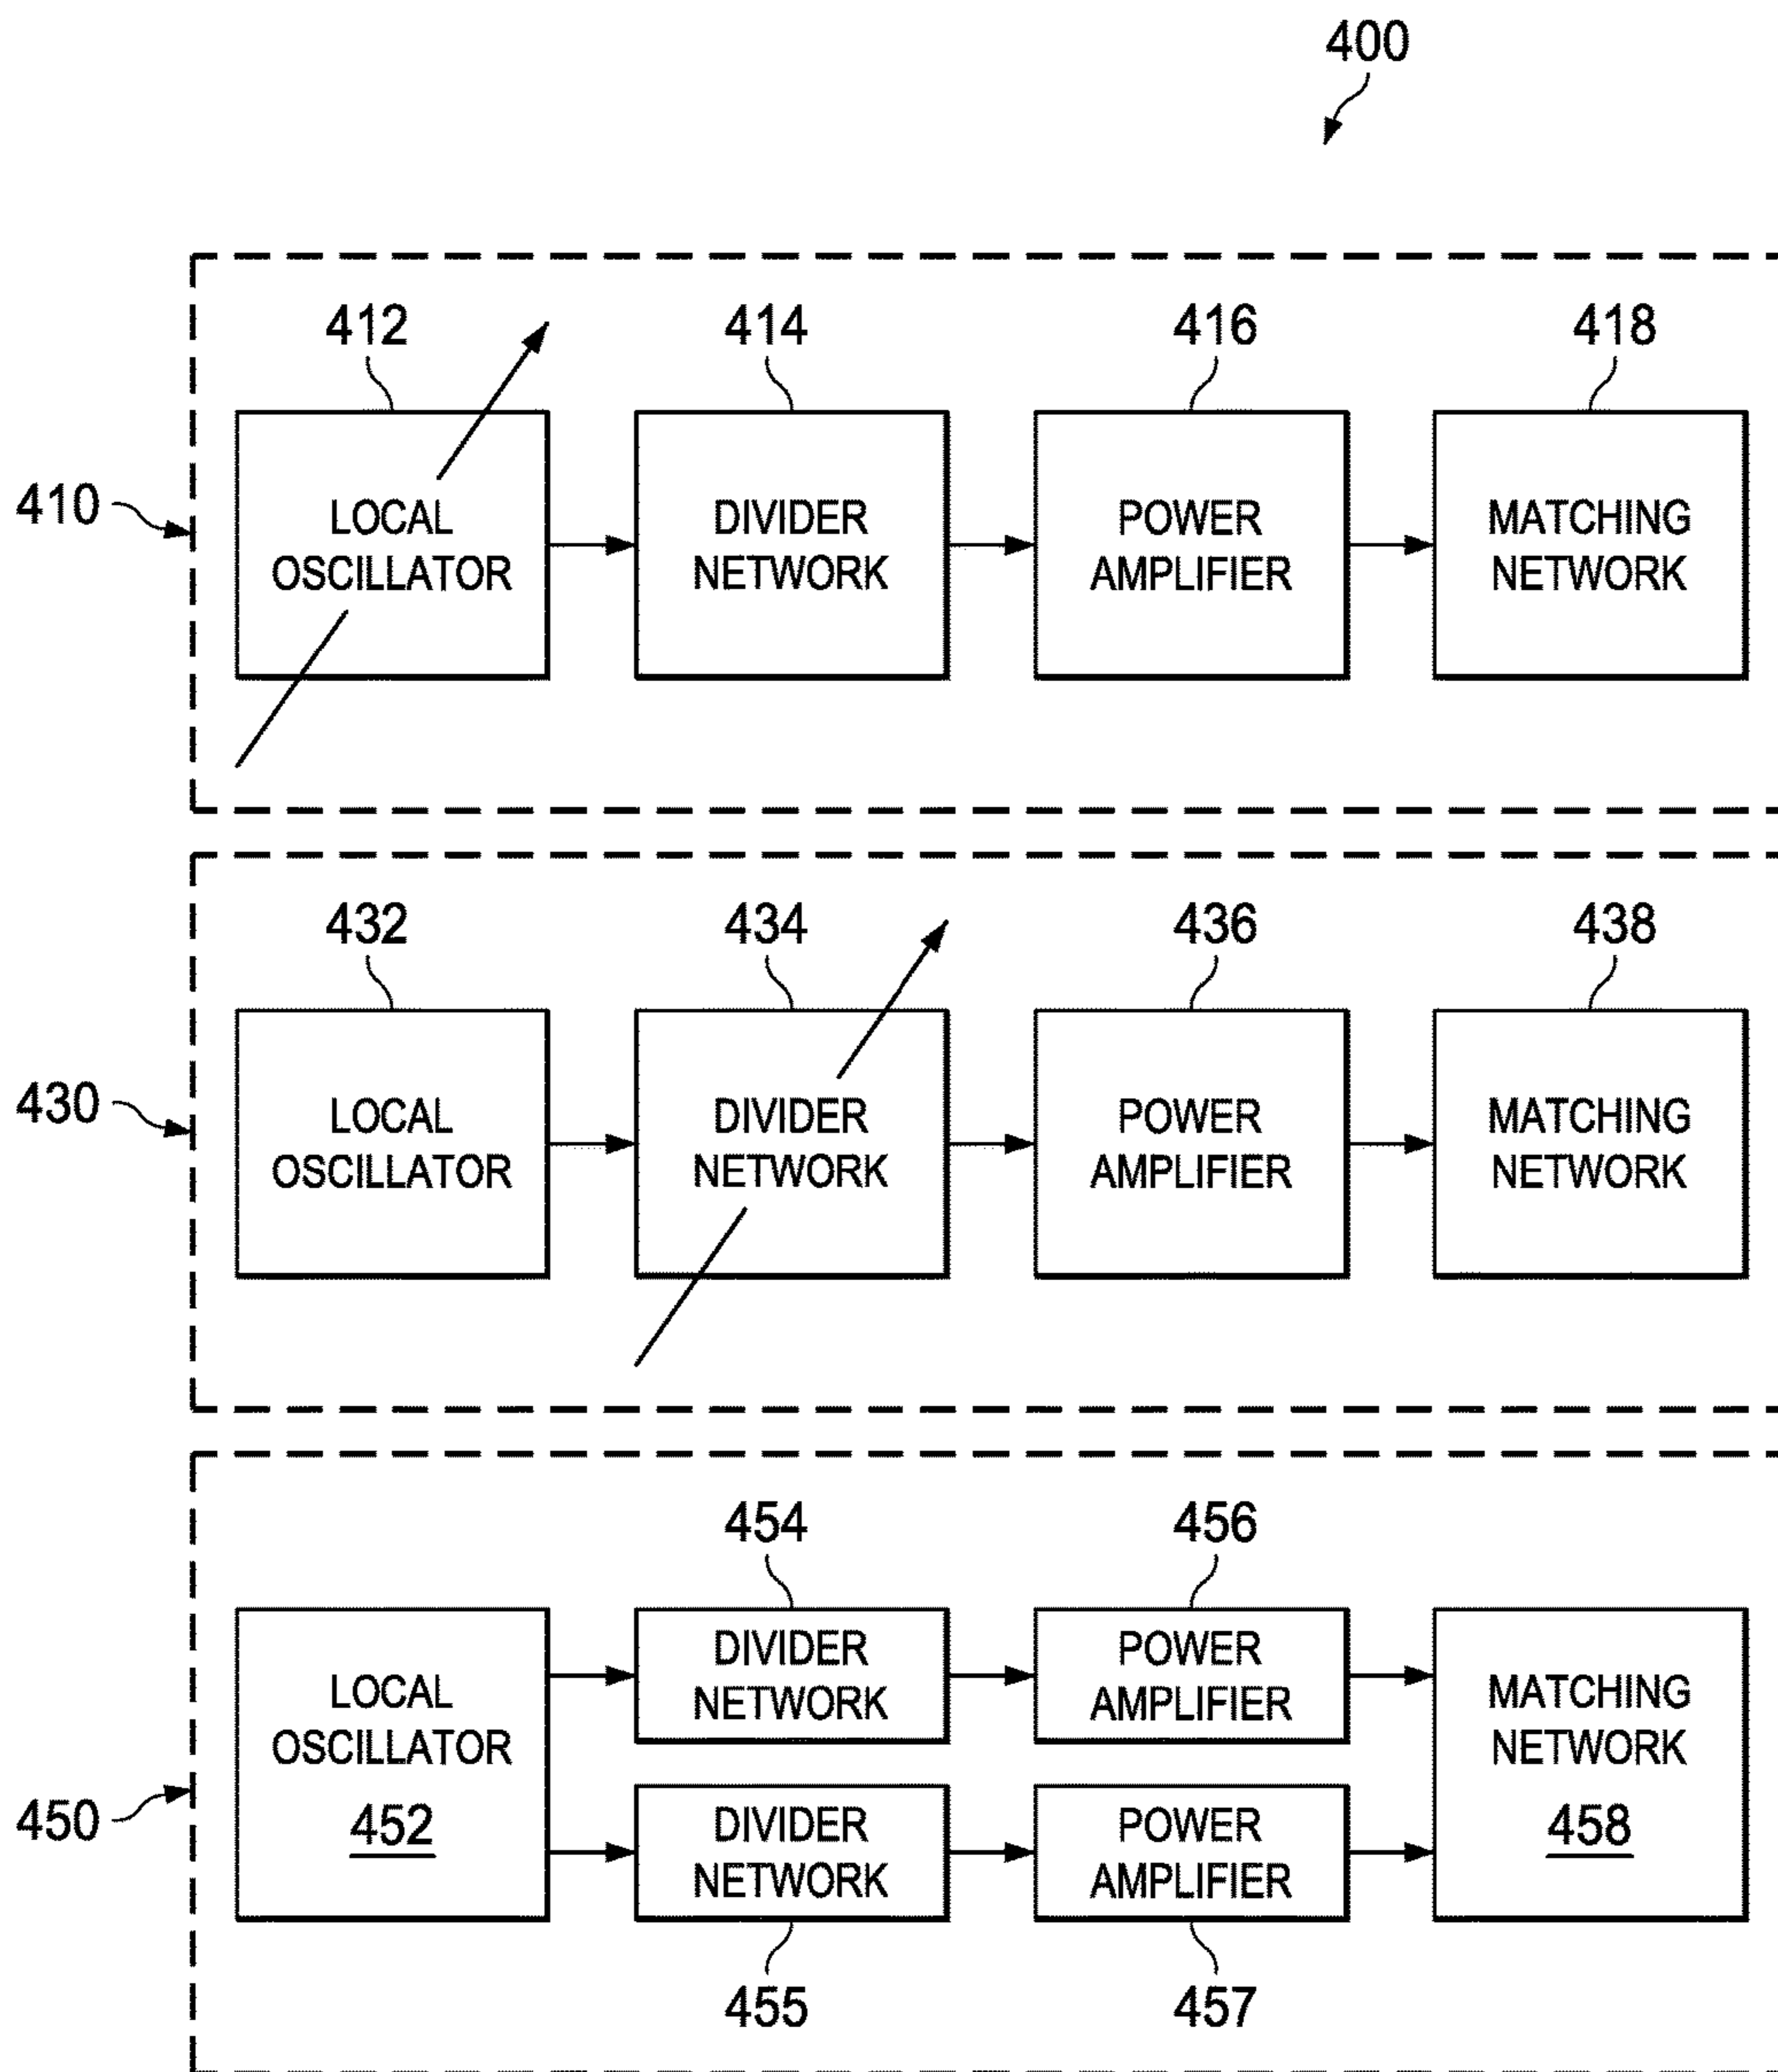 400
412
414
416
418
410
LOCAL
OSCILLATOR
DIVIDER
NETWORK
POWER
AMPLIFIER
MATCHING
NETWORK
432
434
436
438
430
LOCAL
OSCILLATOR
DIVIDER
NETWORK
POWER
AMPLIFIER
MATCHING
NETWORK
454
456
450
LOCAL
OSCILLATOR
452
DIVIDER
NETWORK
POWER
AMPLIFIER
DIVIDER
NETWORK
POWER
AMPLIFIER
MATCHING
NETWORK
458
455
457